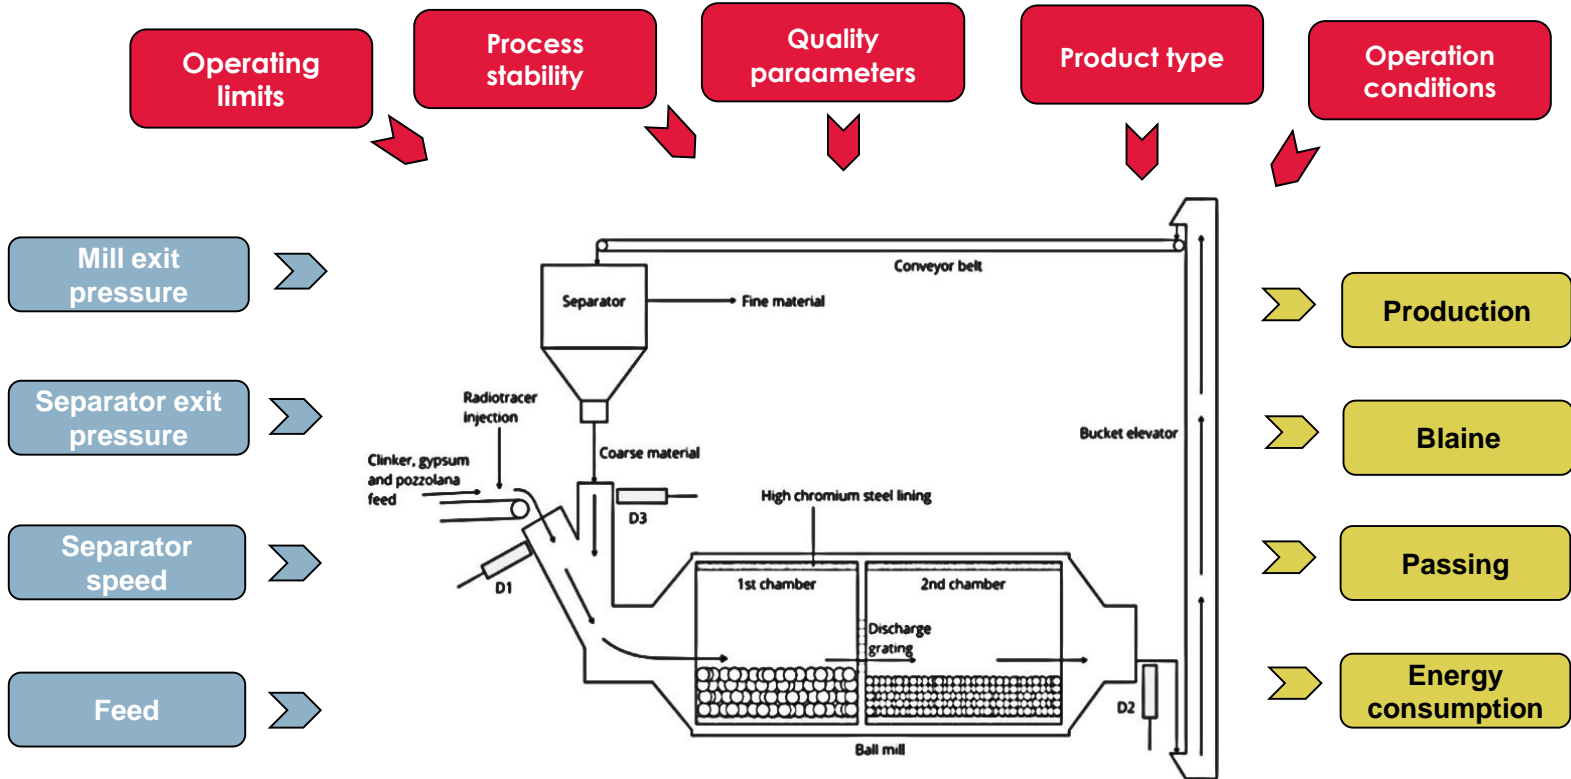 Operating
limits
Process
stability
Quality
paraameters
Product type
Operation
conditions
Mill exit
pressure
Separator exit
pressure
Separator
speed
Feed
Conveyor belt
Separator
Fine material
Radiotracer
Injection
Coarse material
Clinker, gypsum
and pozzolana
feed
D3
D1
High chromium steel lining
1st chamber
2nd chamber
Discharge
grating
Bucket elevator
D2
Ball mill
Production
Blaine
Passing
Energy
consumption